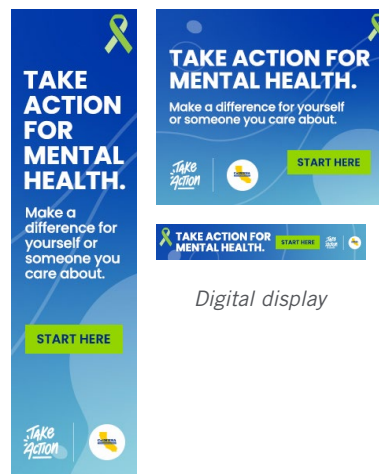 TAKE
ACTION
FOR
MENTAL
HEALTH.
Make a
difference for
yourself or
someone you
care about.
START HERE
TAKE
ACTION
TAKE ACTION FOR
MENTAL HEALTH.
Make a difference for yourself
or someone you care about.
START HERE
TAKE
ACTION
TAKE ACTION FOR
MENTAL HEALTH.
START HERE
TAKE
ACTION
Digital display